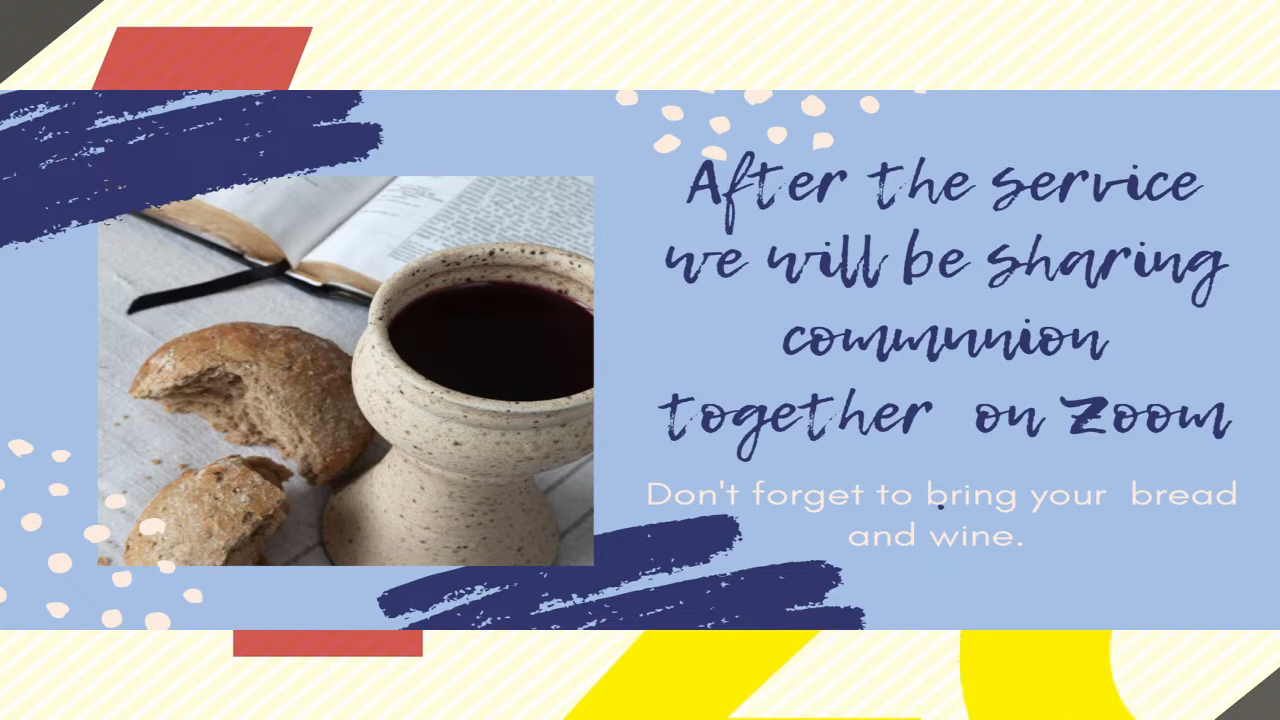 After the service
we will be sharing
communion
together on Zoom
Don't forget to bring your bread
and wine.